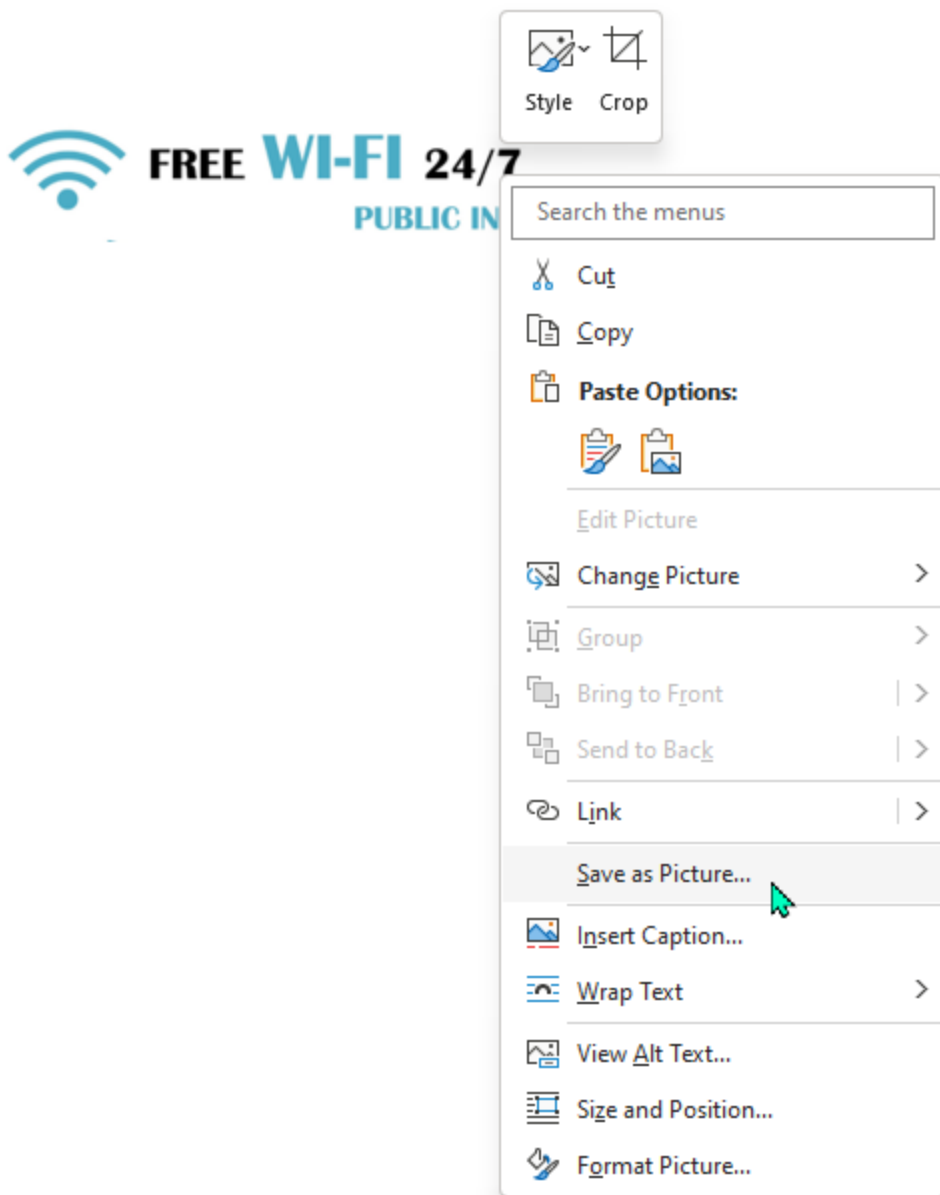 Style Crop
FREE WI-FI 24/7
PUBLIC IN
Search the menus
Cut
Copy
Paste Options:
Edit Picture
Change Picture
Group
Bring to Front
Send to Back
Link
Save as Picture...
Insert Caption...
Wrap Text
View Alt Text...
Size and Position...
Format Picture...